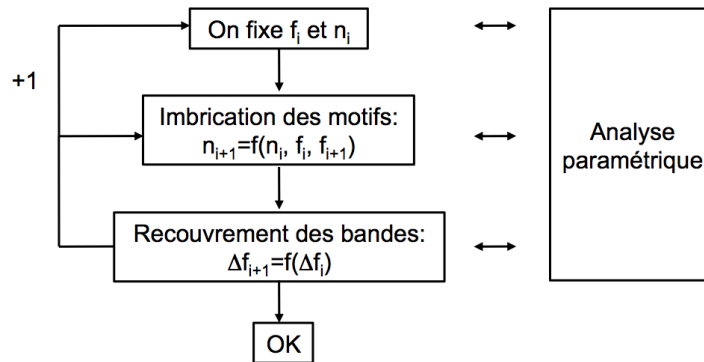 On fixe fᵢ et nᵢ
+1
Imbrication des motifs:
nᵢ₊₁=f(nᵢ, fᵢ, fᵢ₊₁)
Analyse
paramétrique
Recouvrement des bandes:
Δfᵢ₊₁=f(Δfᵢ)
OK